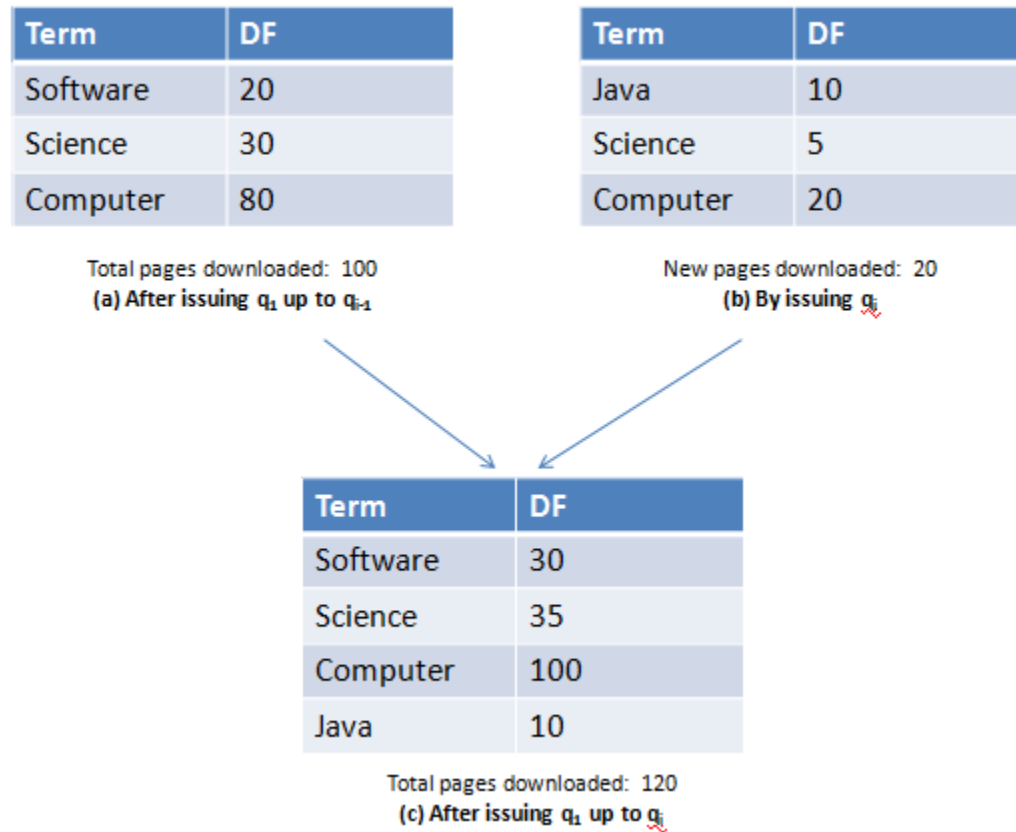 Term DF
Software 20
Science 30
Computer 80
Total pages downloaded: 100
(a) After issuing q₁ up to qᵢ₋₁
Term DF
Java 10
Science 5
Computer 20
New pages downloaded: 20
(b) By issuing qᵢ
Term DF
Software 30
Science 35
Computer 100
Java 10
Total pages downloaded: 120
(c) After issuing q₁ up to qᵢ